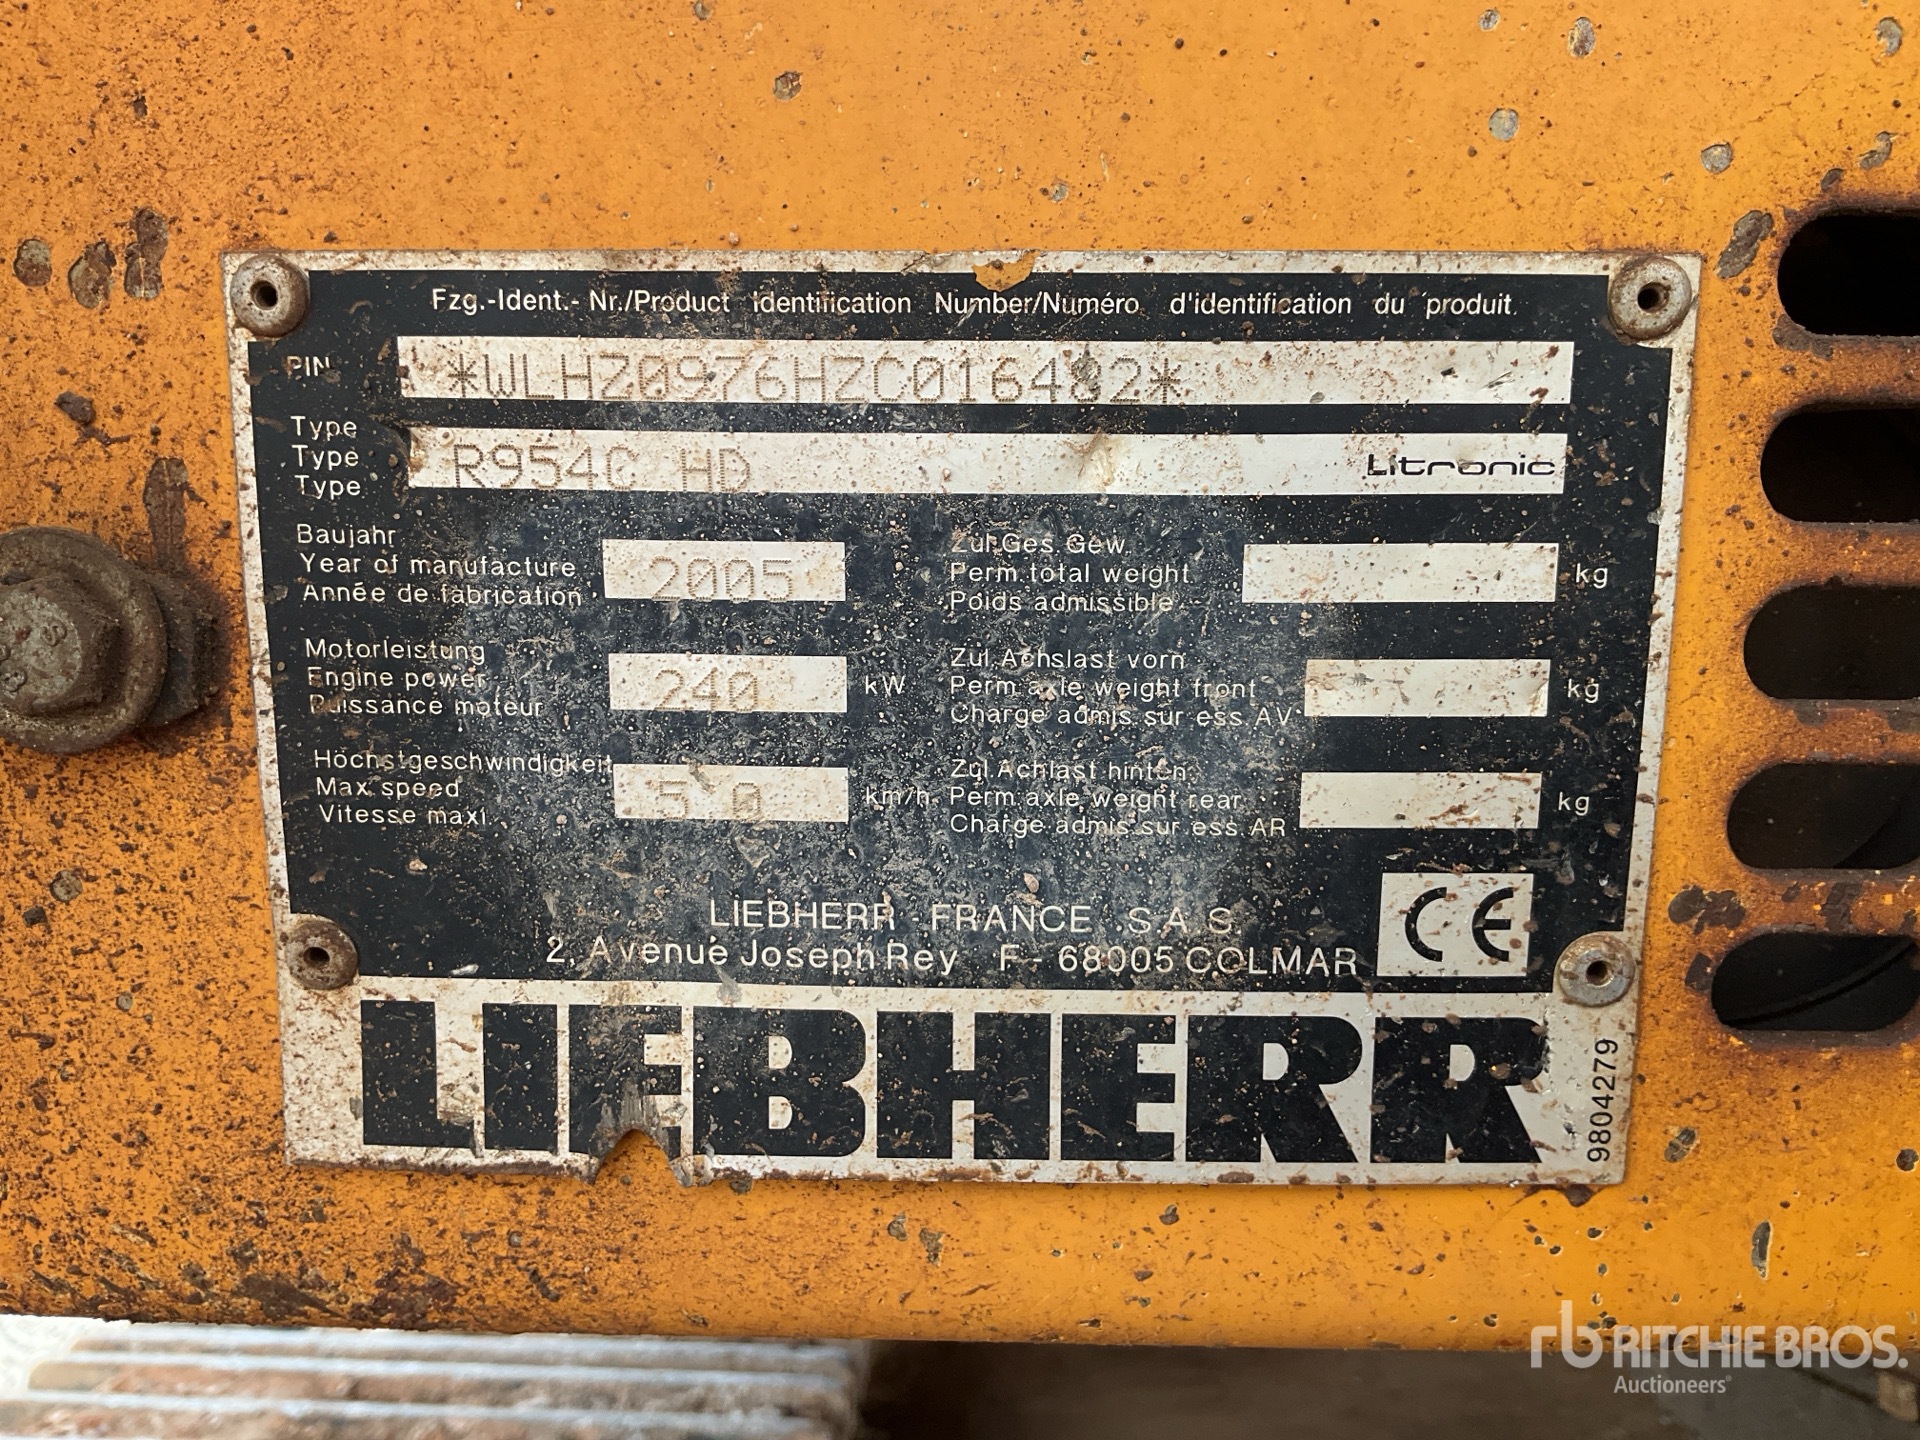 Fzg.-Ident.- Nr./Product identification Number/Numéro d'identification du produit
PIN *WLHZ0976HZC016482*
Type
Type R954C HD Litronic
Type
Baujahr
Year of manufacture 2005
Année de fabrication
Zul.Ges.Gew.
Perm.total weight kg
Poids admissible
Motorleistung
Engine power 240 kW
Puissance moteur
Zul.Achslast vorn
Perm.axle weight front kg
Charge admis.sur ess.AV
Höchstgeschwindigkeit
Max speed 5.0 km/h
Vitesse maxi
Zul.Achlast hinten
Perm.axle weight rear kg
Charge admis.sur ess.AR
LIEBHERR - FRANCE S.A.S
2, Avenue Joseph Rey F - 68005 COLMAR
CE
LIEBHERR
9804279
rb RITCHIE BROS.
Auctioneers